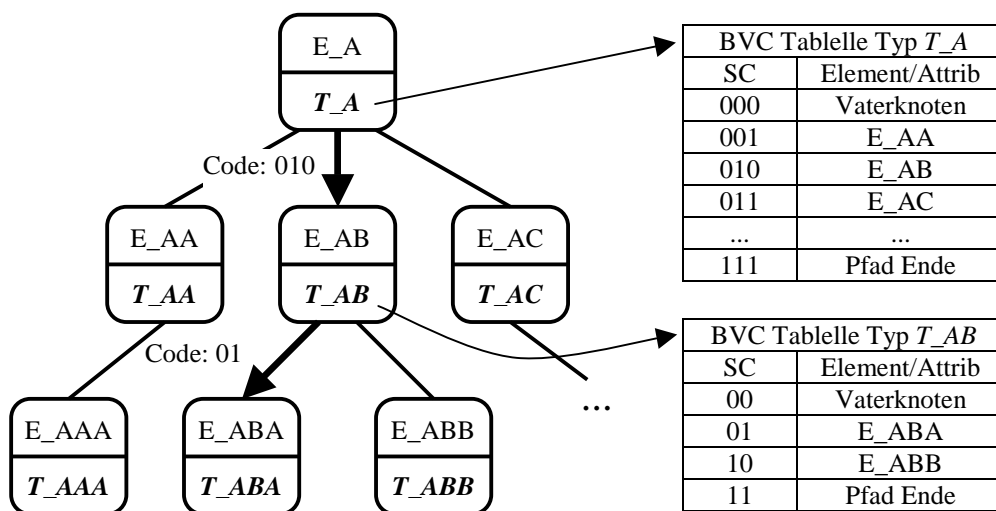 E_A
T_A
Code: 010
E_AA
T_AA
E_AB
T_AB
E_AC
T_AC
Code: 01
E_AAA
T_AAA
E_ABA
T_ABA
E_ABB
T_ABB
...
BVC Tablelle Typ T_A
SC Element/Attrib
000 Vaterknoten
001 E_AA
010 E_AB
011 E_AC
... ...
111 Pfad Ende
BVC Tablelle Typ T_AB
SC Element/Attrib
00 Vaterknoten
01 E_ABA
10 E_ABB
11 Pfad Ende